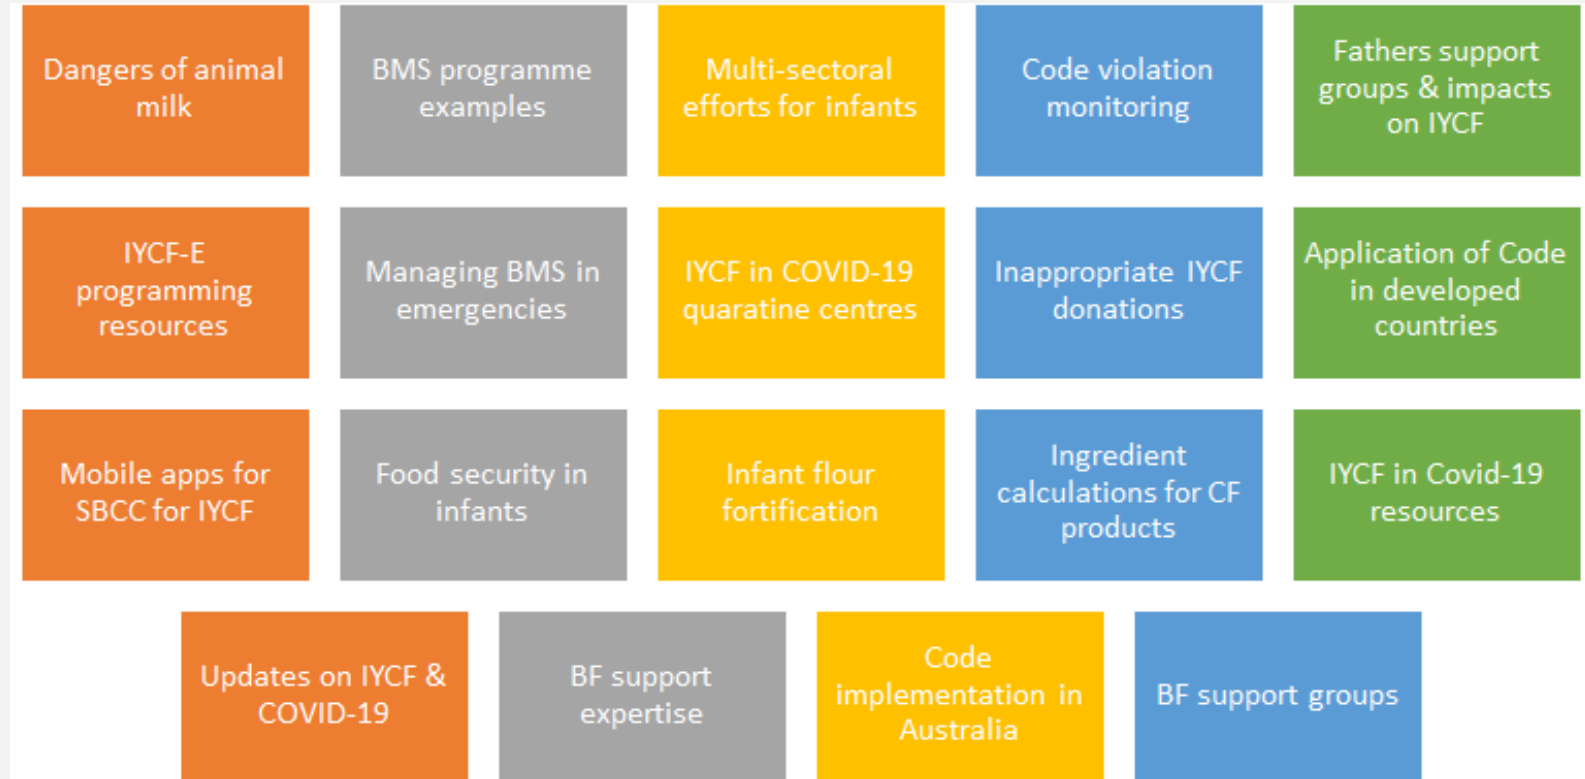 Dangers of animal
milk
BMS programme
examples
Multi-sectoral
efforts for infants
Code violation
monitoring
Fathers support
groups & impacts
on IYCF
IYCF-E
programming
resources
Managing BMS in
emergencies
IYCF in COVID-19
quaratine centres
Inappropriate IYCF
donations
Application of Code
in developed
countries
Mobile apps for
SBCC for IYCF
Food security in
infants
Infant flour
fortification
Ingredient
calculations for CF
products
IYCF in Covid-19
resources
Updates on IYCF &
COVID-19
BF support
expertise
Code
implementation in
Australia
BF support groups